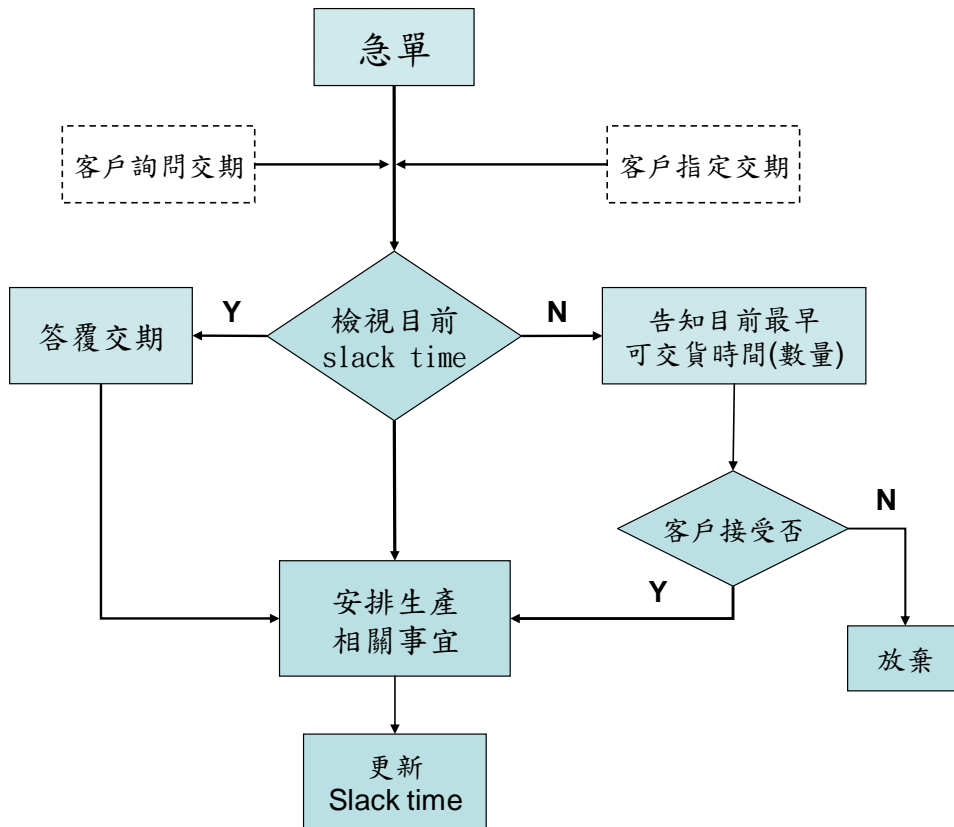 急單
客戶詢問交期
客戶指定交期
答覆交期
Y
檢視目前
slack time
N
告知目前最早
可交貨時間(數量)
客戶接受否
N
Y
安排生產
相關事宜
放棄
更新
Slack time